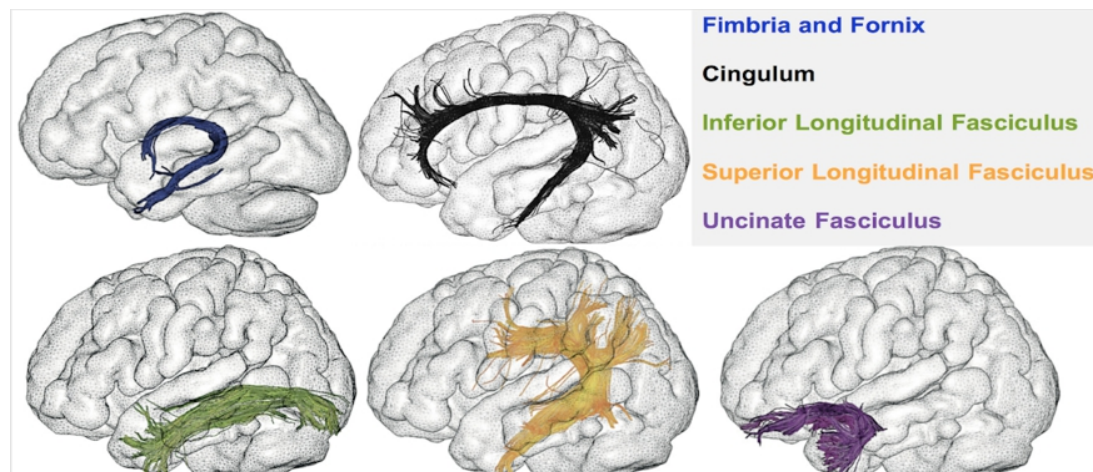 Fimbria and Fornix
Cingulum
Inferior Longitudinal Fasciculus
Superior Longitudinal Fasciculus
Uncinate Fasciculus